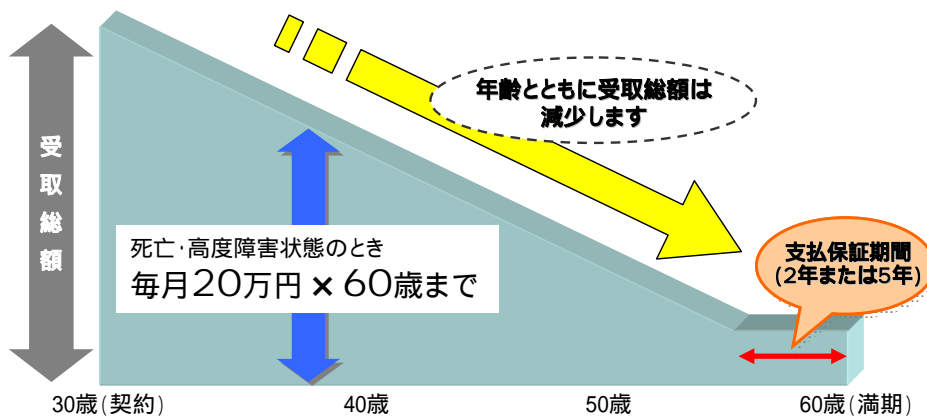 年齢とともに受取総額は
減少します
受取総額
死亡・高度障害状態のとき
毎月20万円×60歳まで
支払保証期間
(2年または5年)
30歳(契約)
40歳
50歳
60歳(満期)